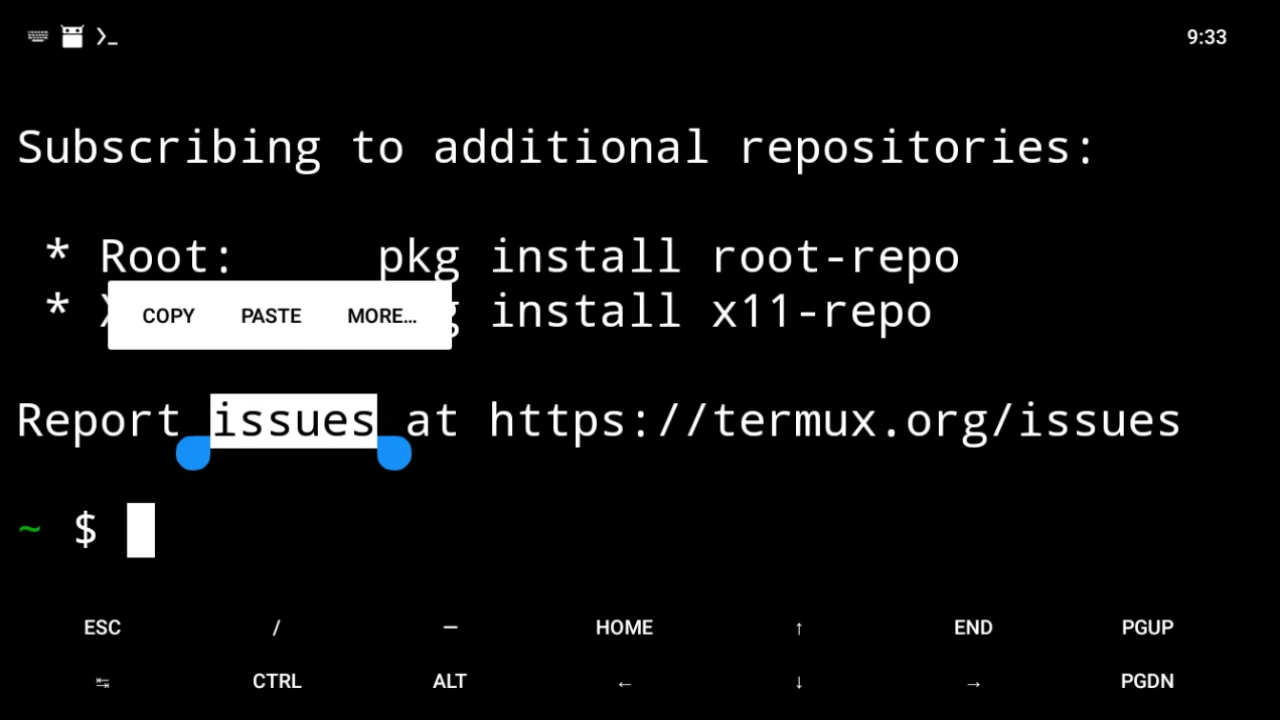 9:33
Subscribing to additional repositories:
* Root: pkg install root-repo
* install x11-repo
COPY PASTE MORE...
Report issues at https://termux.org/issues
~ $
ESC / — HOME ↑ END PGUP
↹ CTRL ALT ← ↓ → PGDN